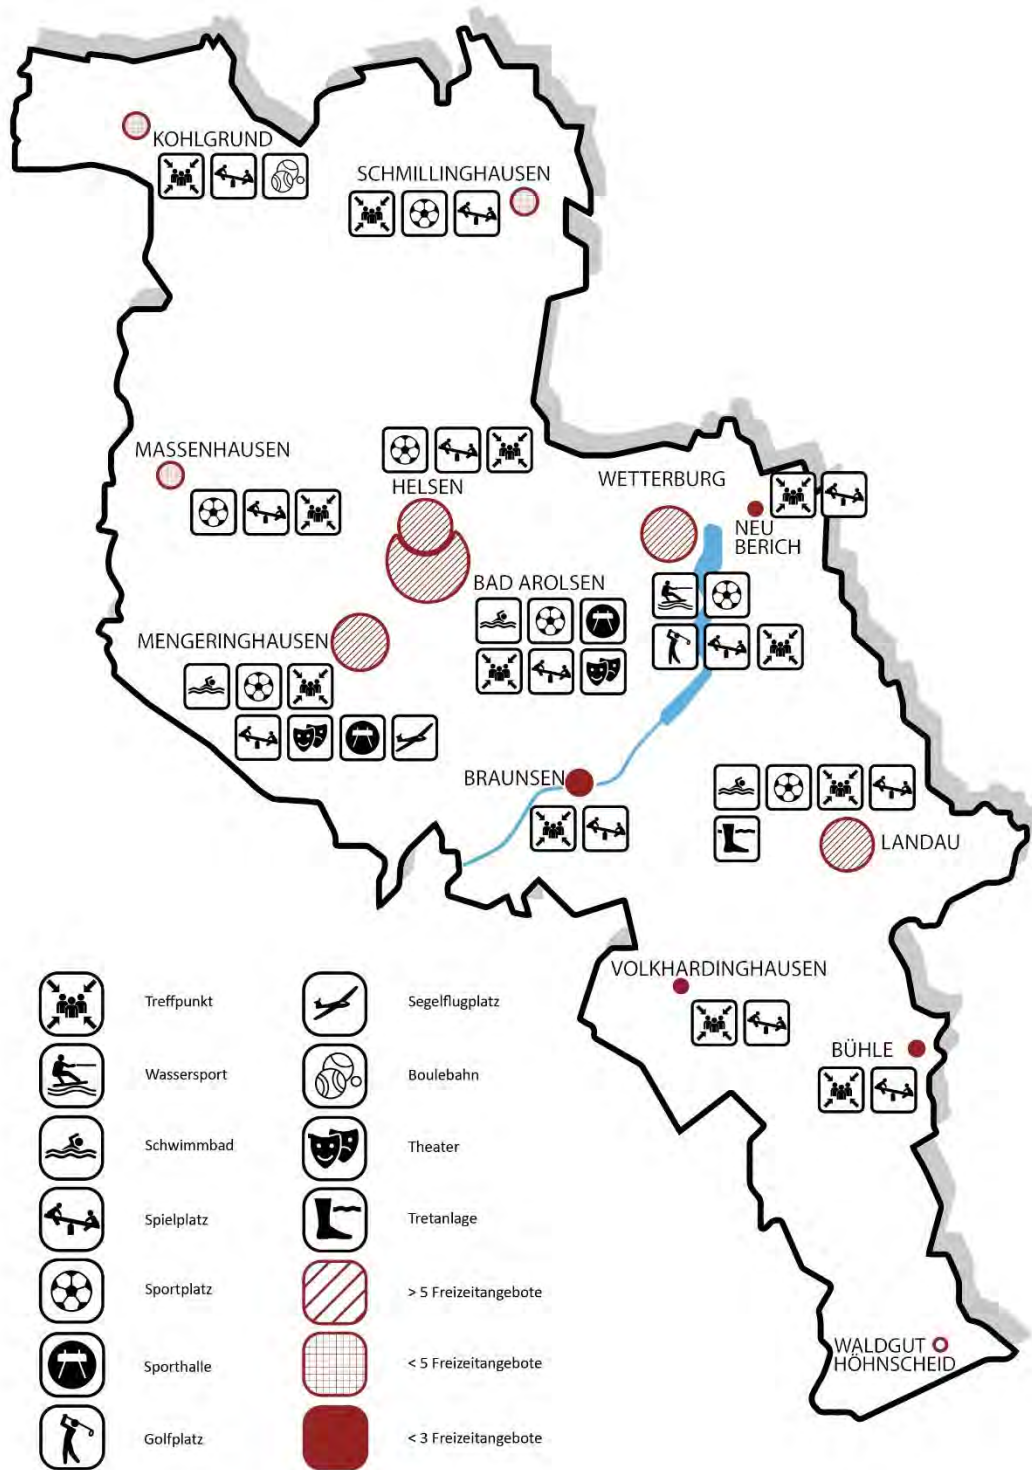 KOHLGRUND
SCHMILLINGHAUSEN
MASSENHAUSEN
HELSEN
WETTERBURG
NEU
BERICH
BAD AROLSEN
MENGERINGHAUSEN
BRAUNSEN
LANDAU
VOLKHARDINGHAUSEN
BÜHLE
WALDGUT
HÖHNSCHEID
Treffpunkt
Wassersport
Schwimmbad
Spielplatz
Sportplatz
Sporthalle
Golfplatz
Segelflugplatz
Boulebahn
Theater
Tretanlage
> 5 Freizeitangebote
< 5 Freizeitangebote
< 3 Freizeitangebote